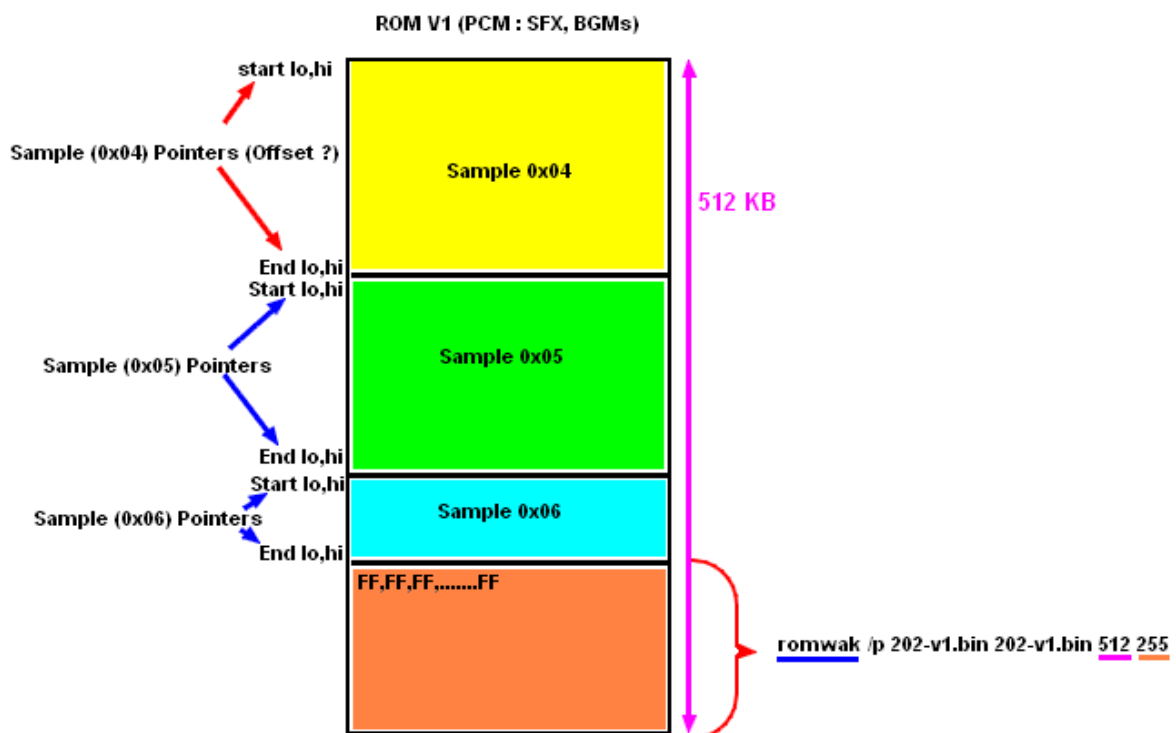 ROM V1 (PCM : SFX, BGMs)
start lo,hi
Sample (0x04) Pointers (Offset ?)
Sample 0x04
512 KB
End lo,hi
Start lo,hi
Sample (0x05) Pointers
Sample 0x05
End lo,hi
Start lo,hi
Sample (0x06) Pointers
Sample 0x06
End lo,hi
FF,FF,FF,.......FF
romwak /p 202-v1.bin 202-v1.bin 512 255